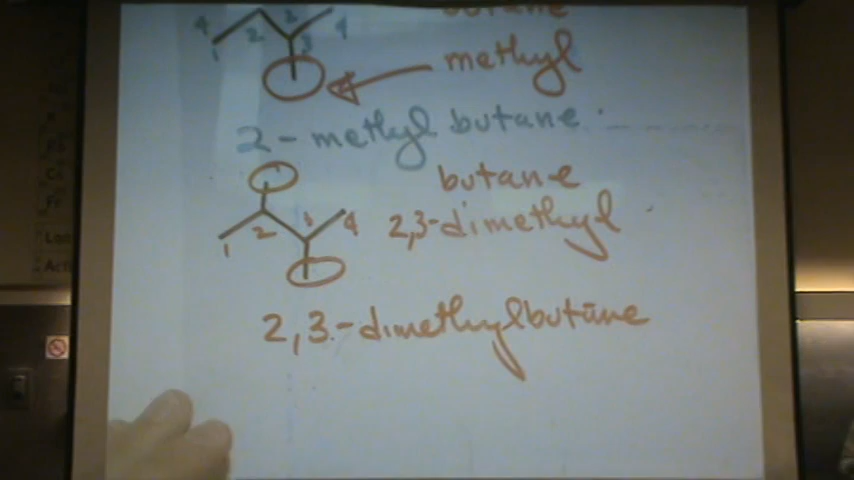 butane
4 3 4
1 2 3
methyl
2-methyl butane
butane
2,3-dimethyl
1 2 3 4
2,3-dimethylbutane
Fr